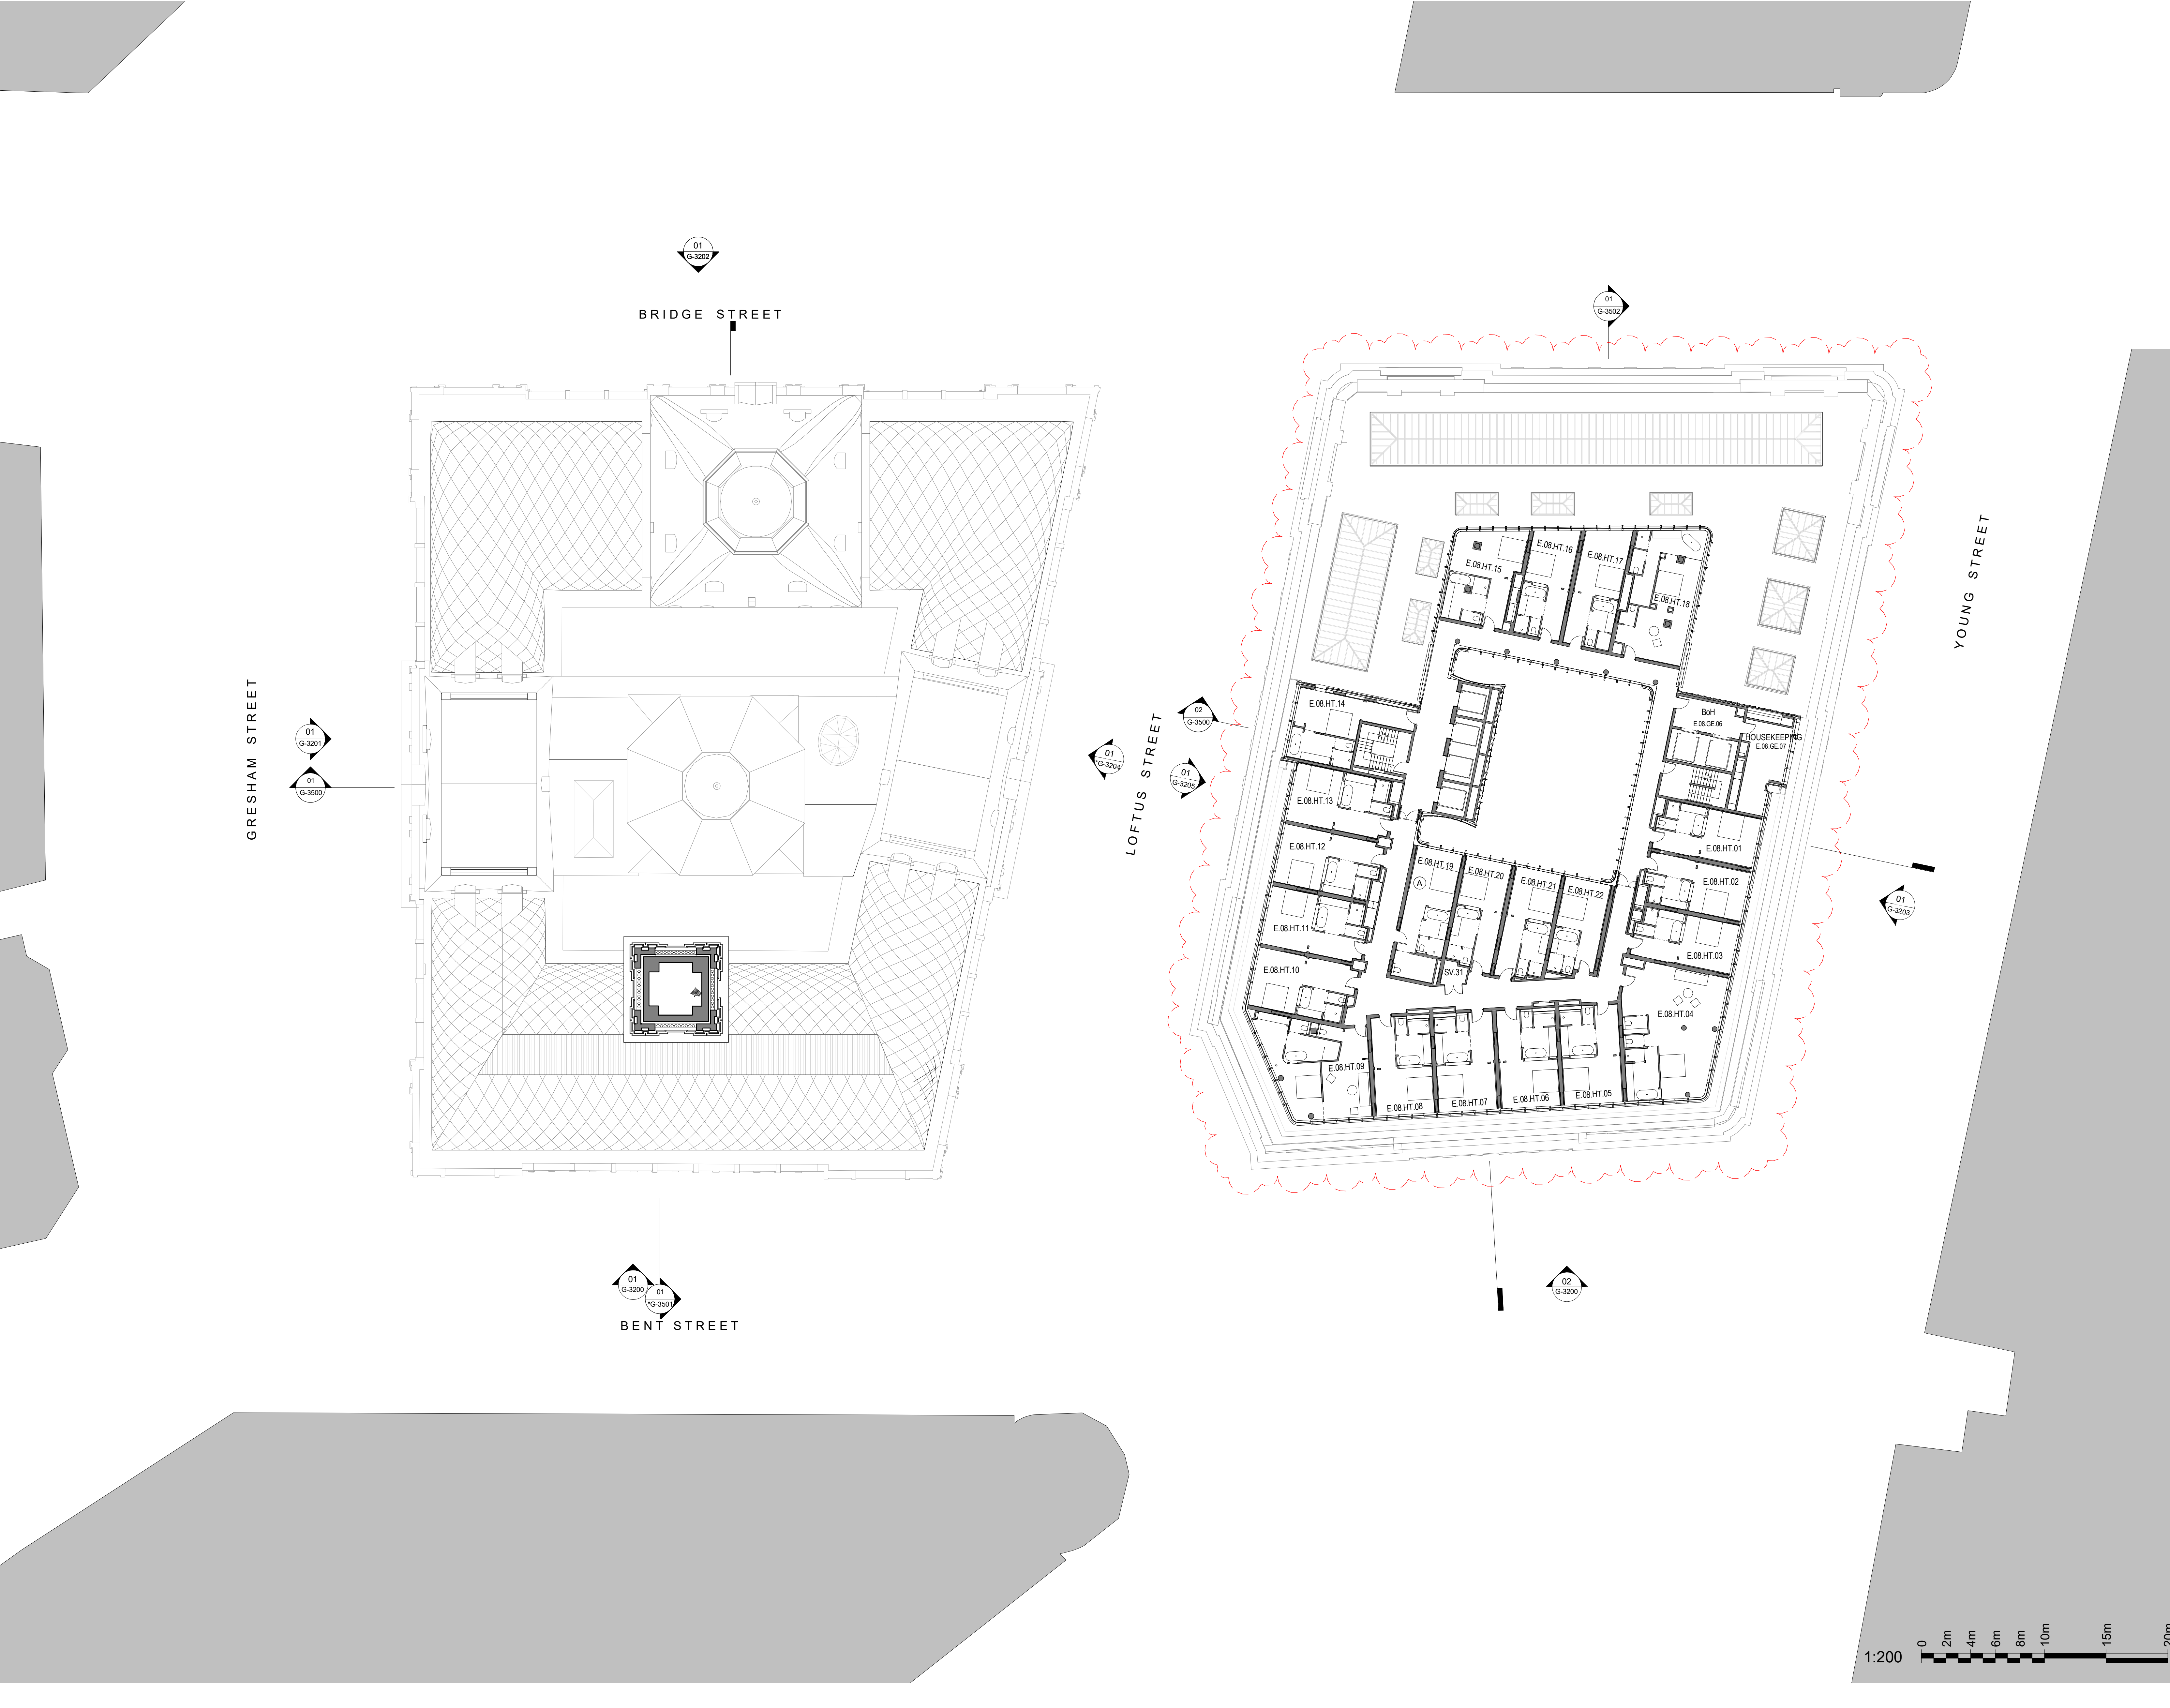 01
G-3202
BRIDGE STREET
01
G-3502
GRESHAM STREET
01
G-3201
01
G-3500
01
*G-3204
LOFTUS STREET
02
G-3500
01
G-3205
YOUNG STREET
01
G-3203
E.08.HT.15
E.08.HT.16
E.08.HT.17
E.08.HT.18
E.08.HT.14
BoH
E.08.GE.06
HOUSEKEEPING
E.08.GE.07
E.08.HT.13
E.08.HT.12
E.08.HT.11
E.08.HT.10
E.08.HT.19
A
E.08.HT.20
E.08.HT.21
E.08.HT.22
SV.31
E.08.HT.01
E.08.HT.02
E.08.HT.03
E.08.HT.04
E.08.HT.09
E.08.HT.08
E.08.HT.07
E.08.HT.06
E.08.HT.05
01
G-3200
01
*G-3501
BENT STREET
02
G-3200
1:200
0
2m
4m
6m
8m
10m
15m
20m